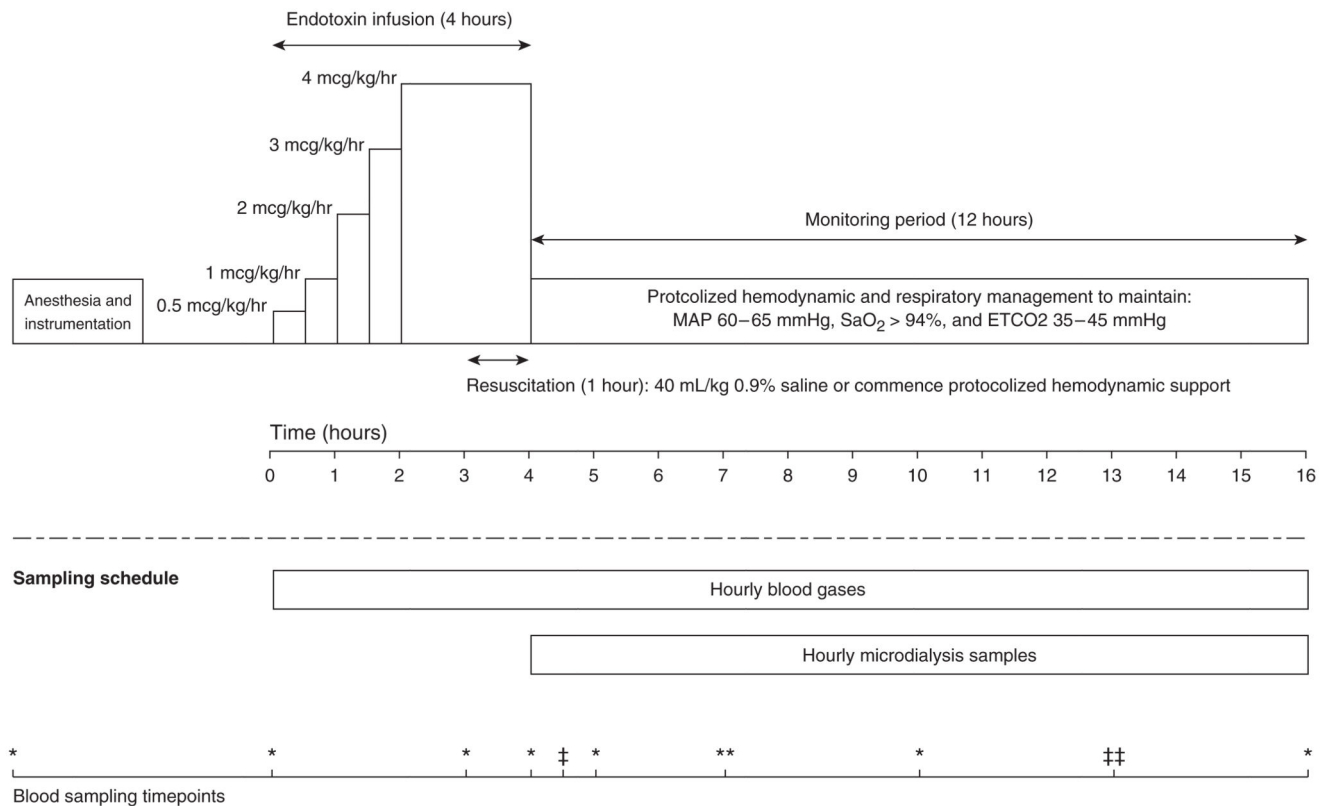 Endotoxin infusion (4 hours)
4 mcg/kg/hr
3 mcg/kg/hr
2 mcg/kg/hr
Monitoring period (12 hours)
1 mcg/kg/hr
0.5 mcg/kg/hr
Anesthesia and
instrumentation
Protcolized hemodynamic and respiratory management to maintain:
MAP 60–65 mmHg, SaO2 > 94%, and ETCO2 35–45 mmHg
Resuscitation (1 hour): 40 mL/kg 0.9% saline or commence protocolized hemodynamic support
Time (hours)
0 1 2 3 4 5 6 7 8 9 10 11 12 13 14 15 16
Sampling schedule
Hourly blood gases
Hourly microdialysis samples
* * * * ‡ * ** * ‡‡ *
Blood sampling timepoints